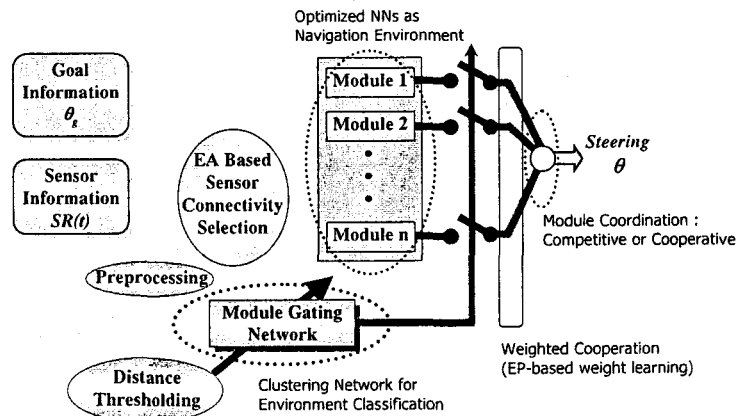 Optimized NNs as
Navigation Environment
Goal
Information
θg
Sensor
Information
SR(t)
EA Based
Sensor
Connectivity
Selection
Module 1
Module 2
Module n
Steering
θ
Module Coordination :
Competitive or Cooperative
Preprocessing
Module Gating
Network
Distance
Thresholding
Clustering Network for
Environment Classification
Weighted Cooperation
(EP-based weight learning)